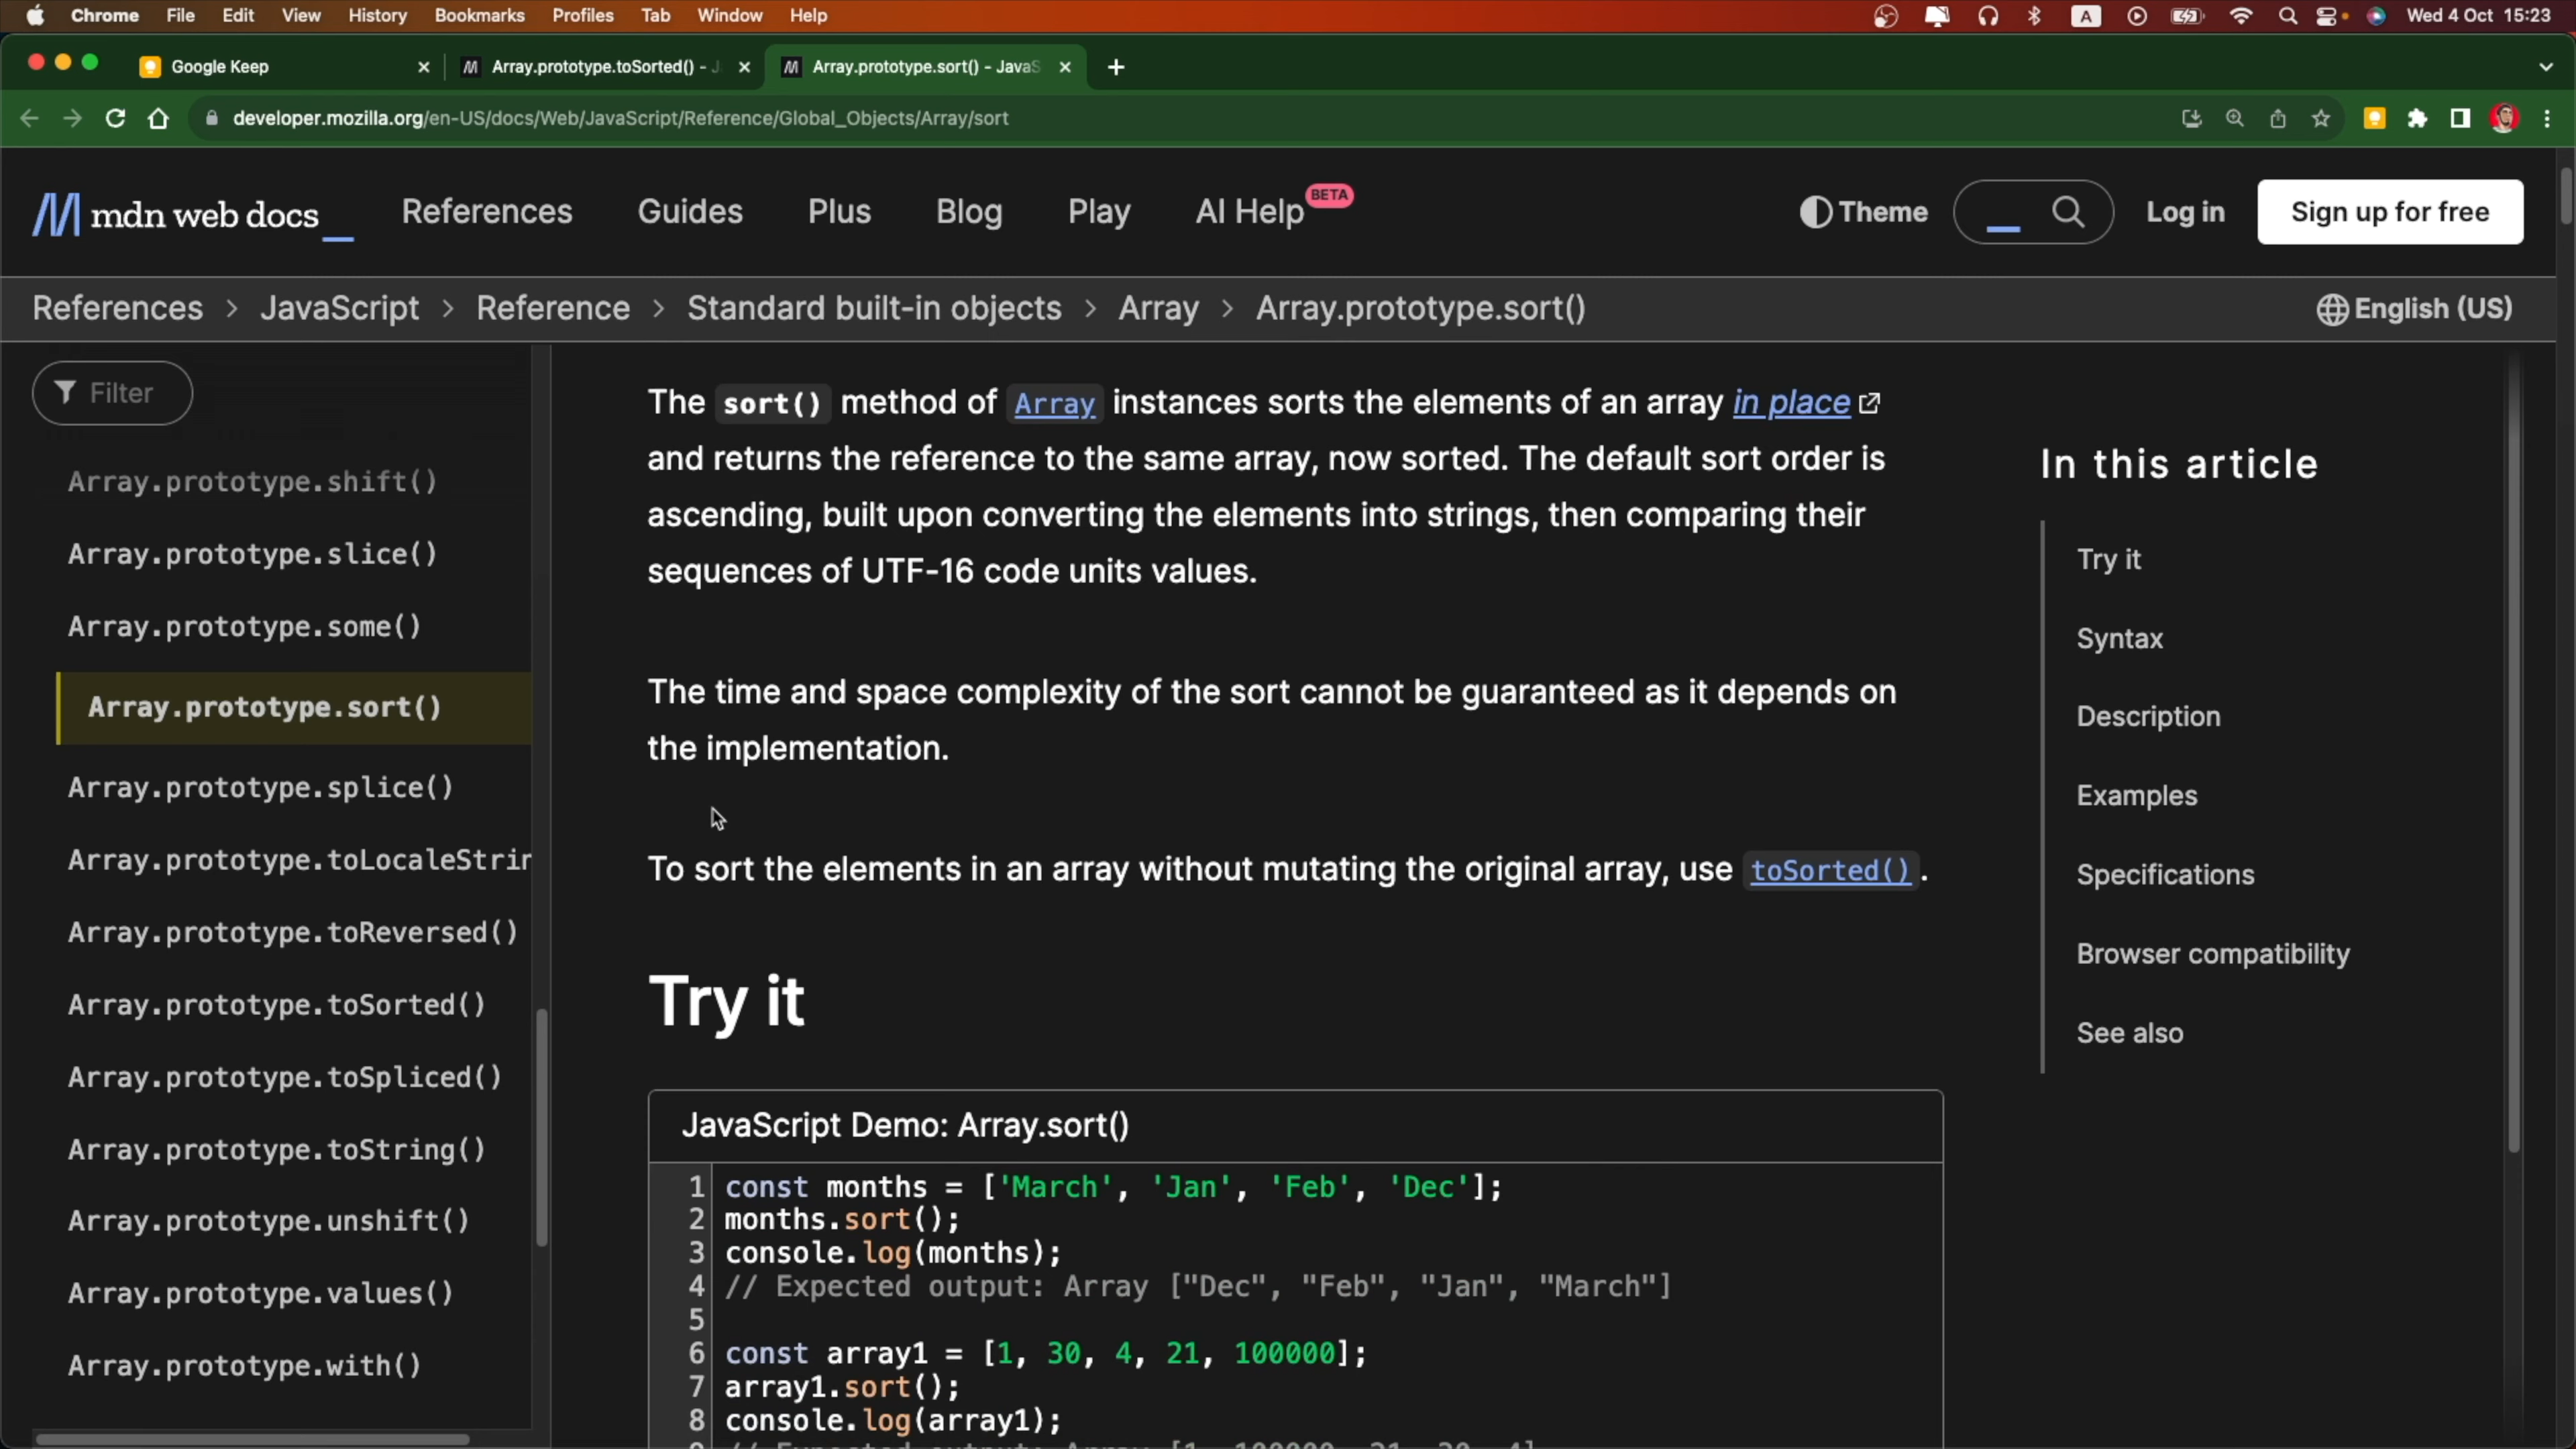 Chrome File Edit View History Bookmarks Profiles Tab Window Help A Wed 4 Oct 15:23
Google Keep Array.prototype.toSorted() - J Array.prototype.sort() - JavaS
developer.mozilla.org/en-US/docs/Web/JavaScript/Reference/Global_Objects/Array/sort
mdn web docs_ References Guides Plus Blog Play AI Help BETA Theme Log in Sign up for free
References > JavaScript > Reference > Standard built-in objects > Array > Array.prototype.sort() English (US)
Filter
Array.prototype.shift()
Array.prototype.slice()
Array.prototype.some()
Array.prototype.sort()
Array.prototype.splice()
Array.prototype.toLocaleStrin
Array.prototype.toReversed()
Array.prototype.toSorted()
Array.prototype.toSpliced()
Array.prototype.toString()
Array.prototype.unshift()
Array.prototype.values()
Array.prototype.with()
The sort() method of Array instances sorts the elements of an array in place
and returns the reference to the same array, now sorted. The default sort order is
ascending, built upon converting the elements into strings, then comparing their
sequences of UTF-16 code units values.
The time and space complexity of the sort cannot be guaranteed as it depends on
the implementation.
To sort the elements in an array without mutating the original array, use toSorted().
Try it
JavaScript Demo: Array.sort()
1 const months = ['March', 'Jan', 'Feb', 'Dec'];
2 months.sort();
3 console.log(months);
4 // Expected output: Array ["Dec", "Feb", "Jan", "March"]
5
6 const array1 = [1, 30, 4, 21, 100000];
7 array1.sort();
8 console.log(array1);
9 // Expected output: Array [1, 100000, 21, 30, 4]
In this article
Try it
Syntax
Description
Examples
Specifications
Browser compatibility
See also